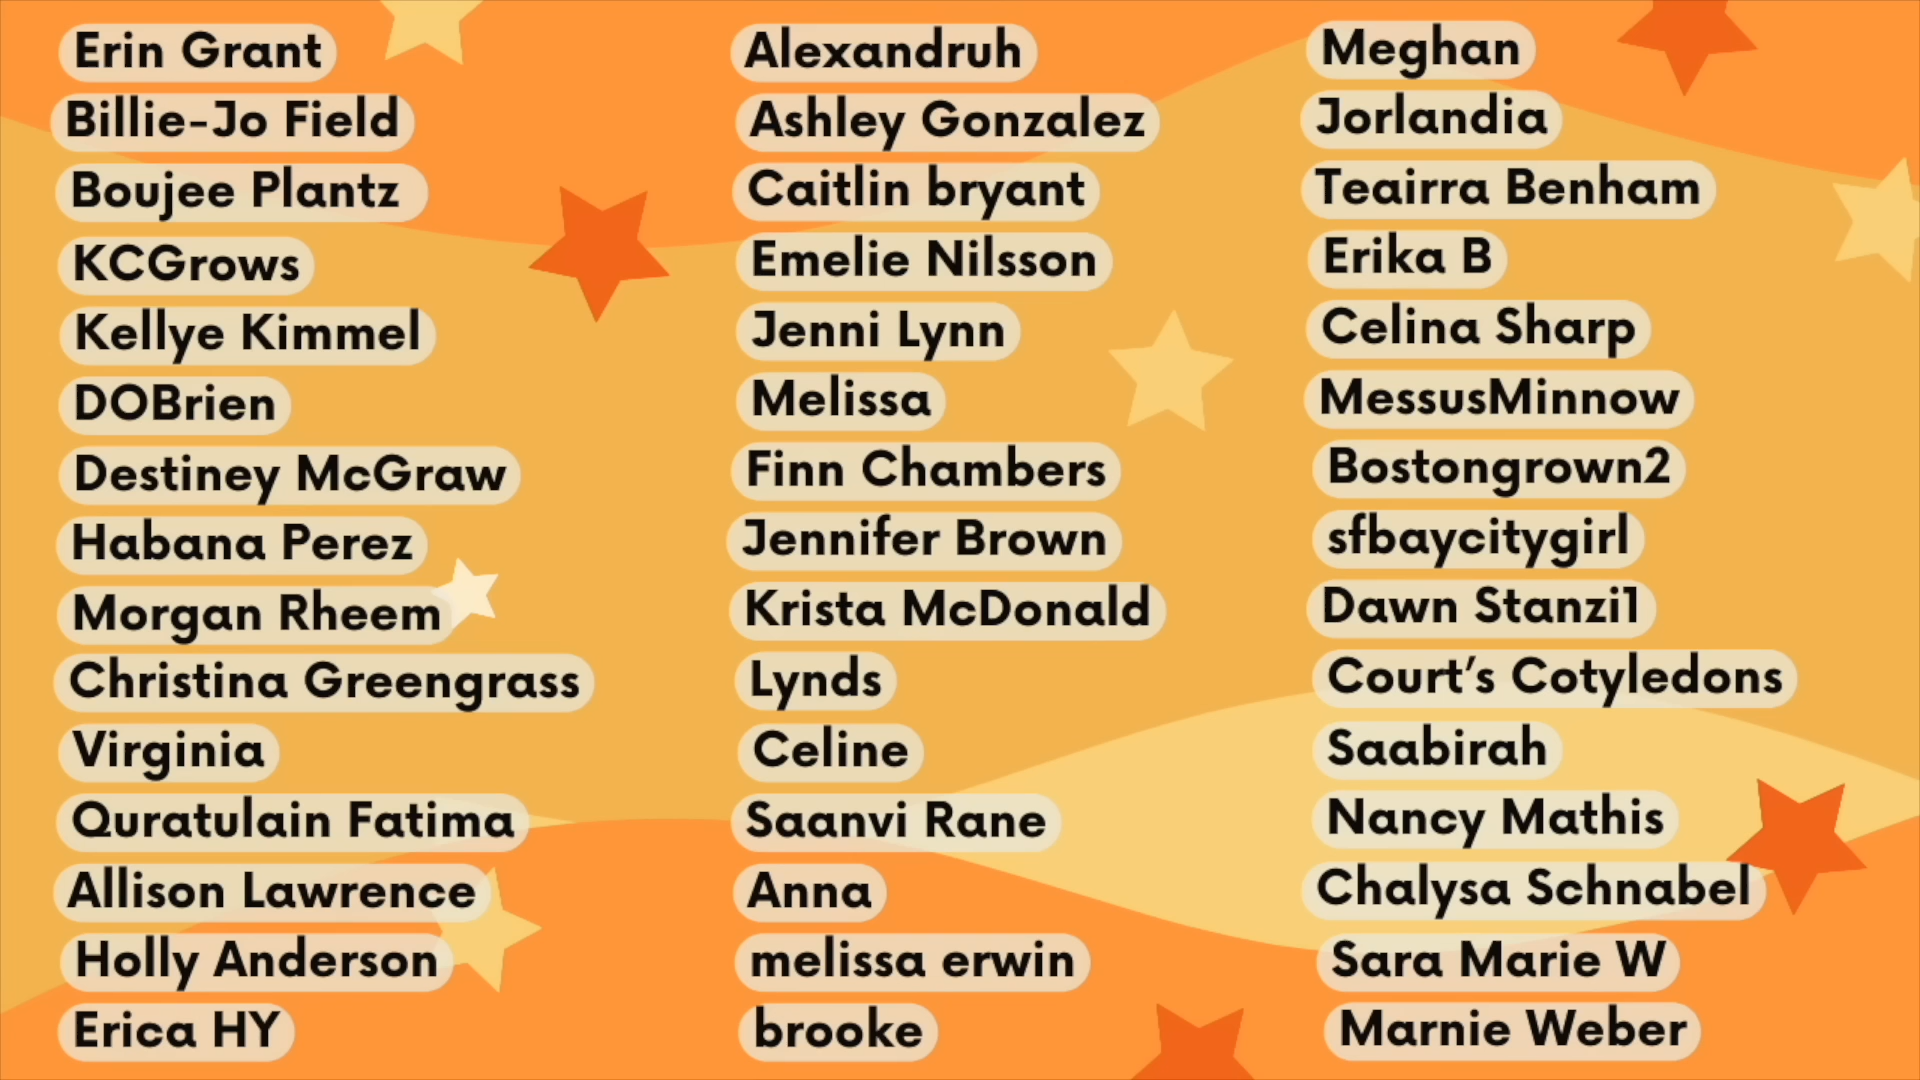 Erin Grant
Billie-Jo Field
Boujee Plantz
KCGrows
Kellye Kimmel
DOBrien
Destiney McGraw
Habana Perez
Morgan Rheem
Christina Greengrass
Virginia
Quratulain Fatima
Allison Lawrence
Holly Anderson
Erica HY
Alexandruh
Ashley Gonzalez
Caitlin bryant
Emelie Nilsson
Jenni Lynn
Melissa
Finn Chambers
Jennifer Brown
Krista McDonald
Lynds
Celine
Saanvi Rane
Anna
melissa erwin
brooke
Meghan
Jorlandia
Teairra Benham
Erika B
Celina Sharp
MessusMinnow
Bostongrown2
sfbaycitygirl
Dawn Stanzi1
Court’s Cotyledons
Saabirah
Nancy Mathis
Chalysa Schnabel
Sara Marie W
Marnie Weber